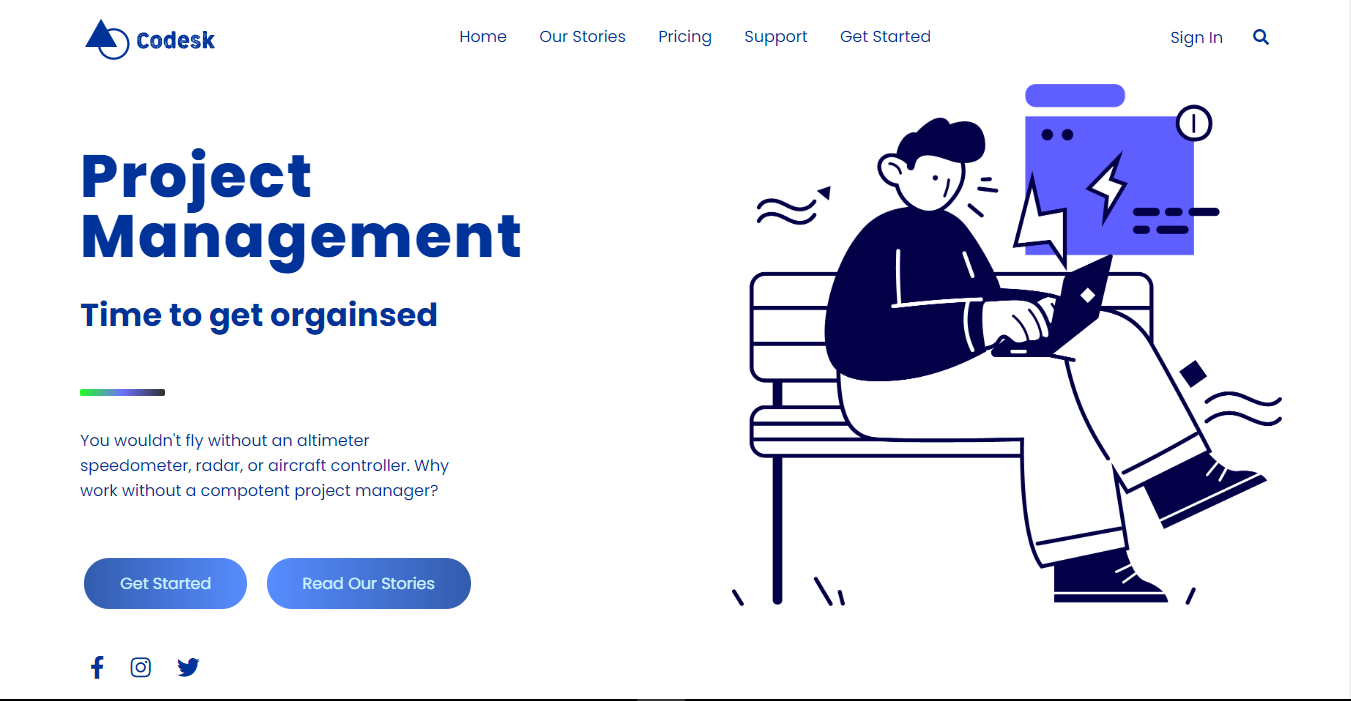 Codesk
Home Our Stories Pricing Support Get Started
Sign In
Project
Management
Time to get orgainsed
You wouldn't fly without an altimeter
speedometer, radar, or aircraft controller. Why
work without a compotent project manager?
Get Started Read Our Stories